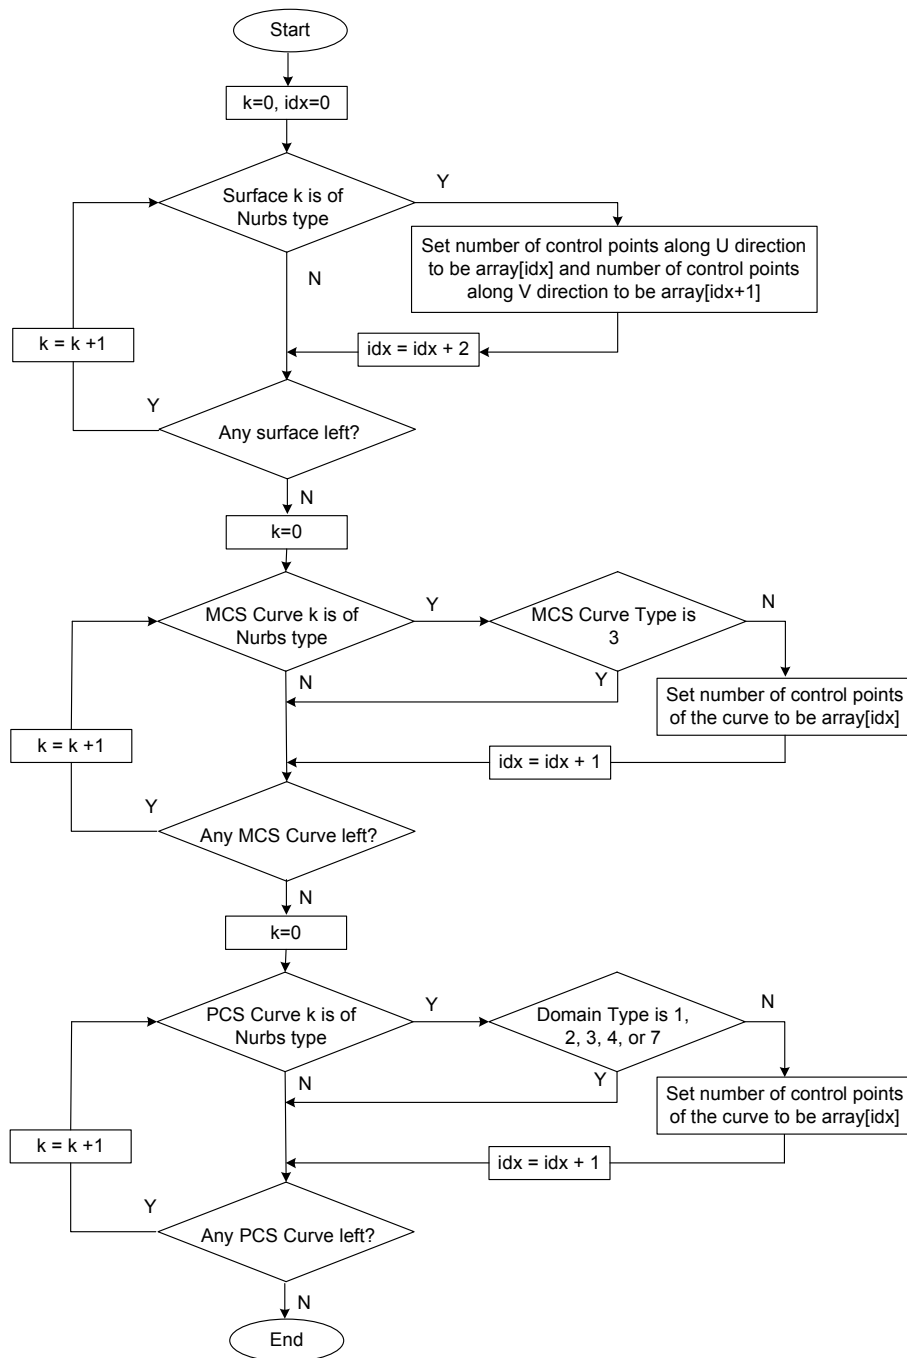 Start
k=0, idx=0
Surface k is of
Nurbs type
Y
Set number of control points along U direction
to be array[idx] and number of control points
along V direction to be array[idx+1]
N
k = k +1
idx = idx + 2
Y
Any surface left?
N
k=0
MCS Curve k is of
Nurbs type
Y
MCS Curve Type is
3
N
N
Y
Set number of control points
of the curve to be array[idx]
k = k +1
idx = idx + 1
Y
Any MCS Curve left?
N
k=0
PCS Curve k is of
Nurbs type
Y
Domain Type is 1,
2, 3, 4, or 7
N
N
Y
Set number of control points
of the curve to be array[idx]
k = k +1
idx = idx + 1
Y
Any PCS Curve left?
N
End